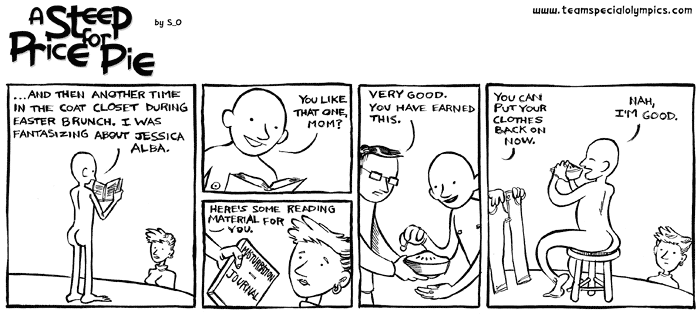 A STEEP
PRICE for
PIE
by S_O
www.teamspecialolympics.com
...AND THEN ANOTHER TIME
IN THE COAT CLOSET DURING
EASTER BRUNCH. I WAS
FANTASIZING ABOUT JESSICA
ALBA.
YOU LIKE
THAT ONE,
MOM?
HERE'S SOME READING
MATERIAL FOR
YOU.
MASTURBATION
JOURNAL
VERY GOOD.
YOU HAVE EARNED
THIS.
YOU CAN
PUT YOUR
CLOTHES
BACK ON
NOW.
NAH,
I'M GOOD.